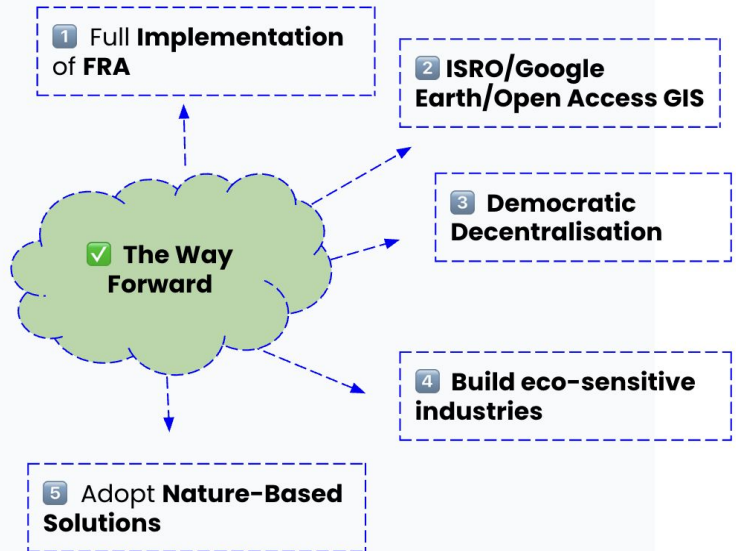 1️⃣ Full Implementation
of FRA
2️⃣ ISRO/Google
Earth/Open Access GIS
3️⃣ Democratic
Decentralisation
✅ The Way
Forward
4️⃣ Build eco-sensitive
industries
5️⃣ Adopt Nature-Based
Solutions